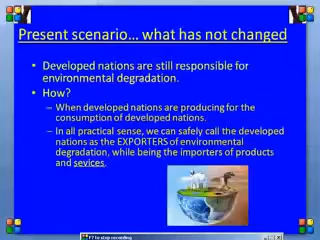 Present scenario... what has not changed
• Developed nations are still responsible for
environmental degradation.
• How?
– When developed nations are producing for the
consumption of developed nations.
– In all practical sense, we can safely call the developed
nations as the EXPORTERS of environmental
degradation, while being the importers of products
and sevices.
F7 to stop recording